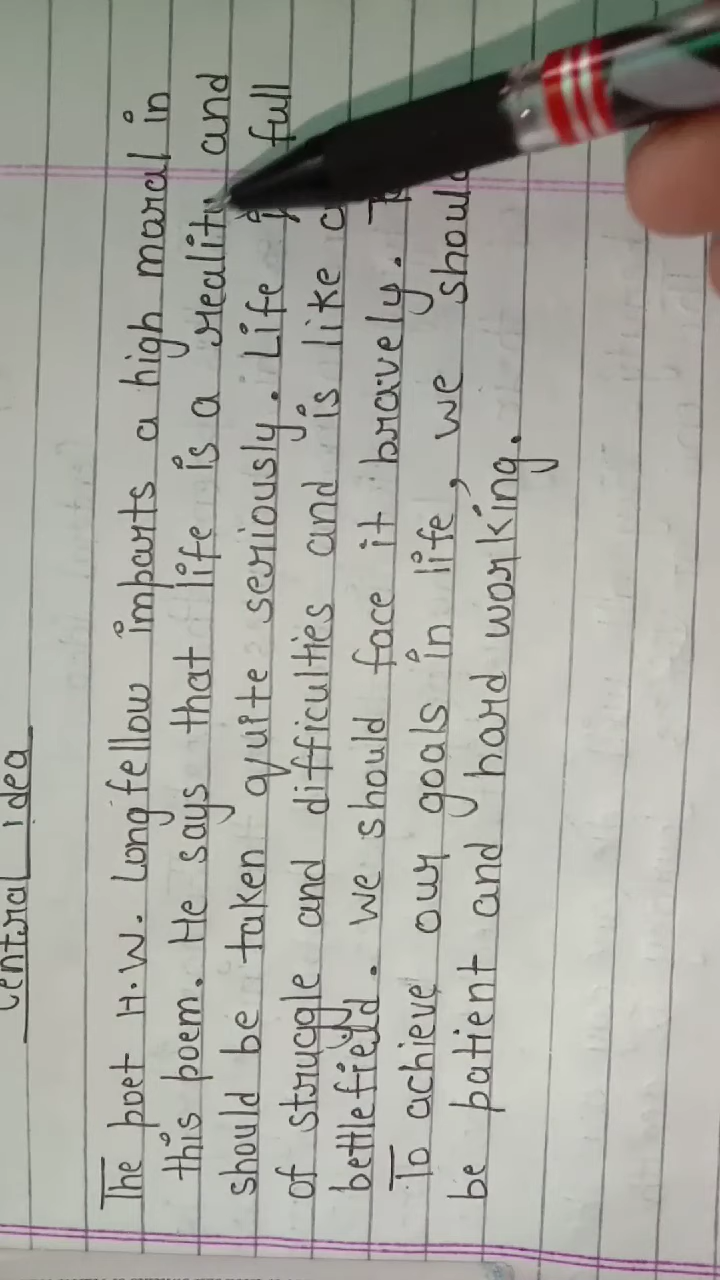 Central idea
The poet H.W. Longfellow imparts a high moral in
this poem. He says that life is a reality and
should be taken quite seriously. Life full
of struggle and difficulties and is like
bettlefield. we should face it bravely.
To achieve our goals in life, we should
be patient and hard working.